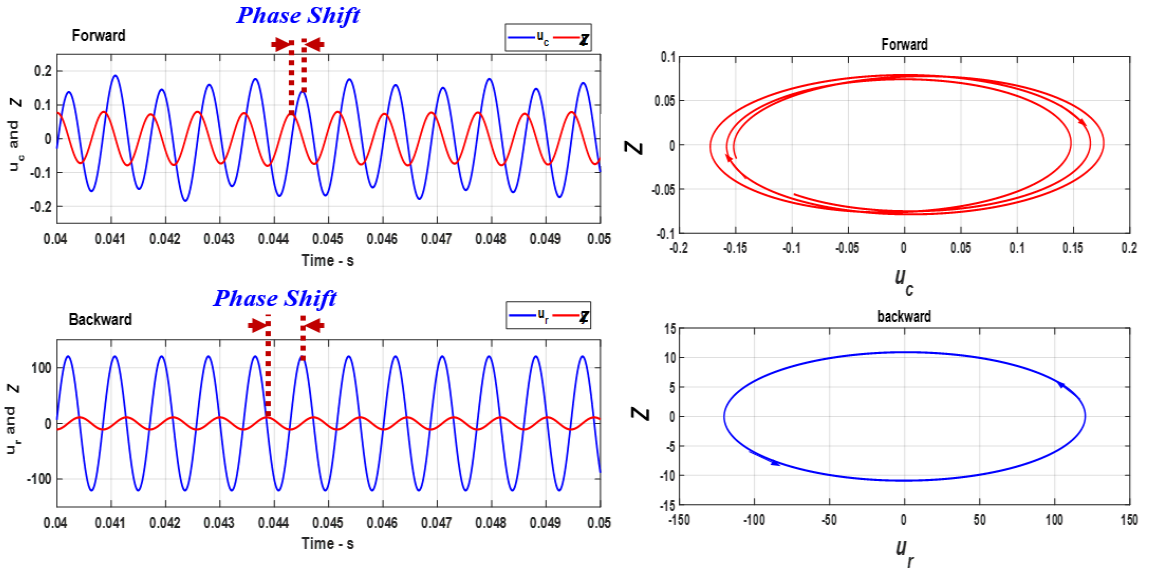 Phase Shift
Forward
u_c
Z
0.2
0.1
0
-0.1
-0.2
u_c and Z
0.04 0.041 0.042 0.043 0.044 0.045 0.046 0.047 0.048 0.049 0.05
Time - s
Forward
0.1
0.05
0
-0.05
-0.1
Z
-0.2 -0.15 -0.1 -0.05 0 0.05 0.1 0.15 0.2
u_c
Phase Shift
Backward
u_r
Z
100
0
-100
u_r and Z
0.04 0.041 0.042 0.043 0.044 0.045 0.046 0.047 0.048 0.049 0.05
Time - s
backward
15
10
5
0
-5
-10
-15
Z
-150 -100 -50 0 50 100 150
u_r